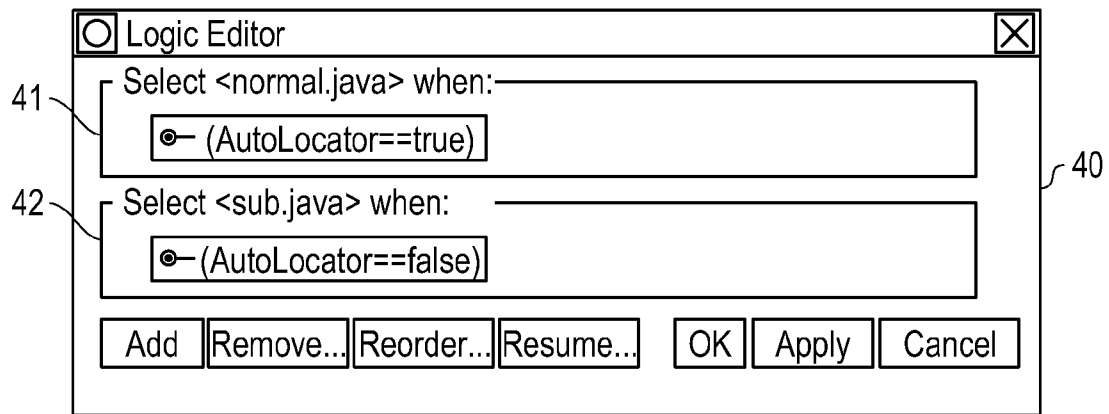 Logic Editor
41
Select <normal.java> when:
(AutoLocator==true)
40
42
Select <sub.java> when:
(AutoLocator==false)
Add Remove... Reorder... Resume... OK Apply Cancel